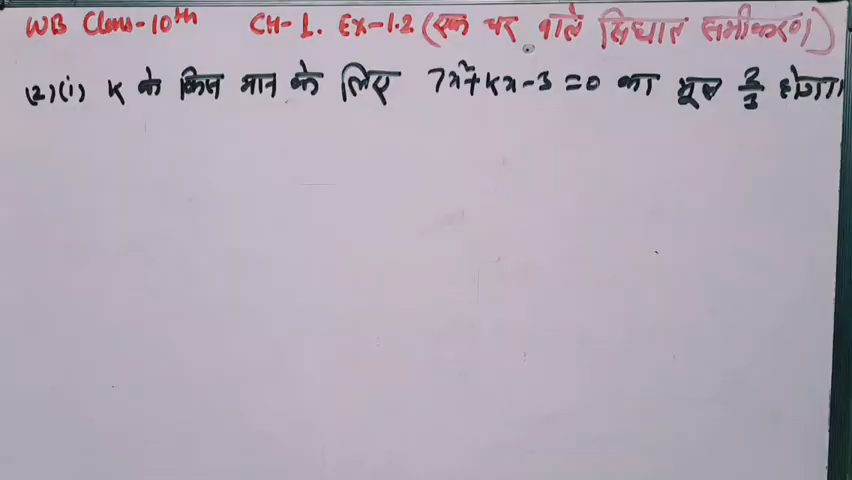 WB Class-10th CH-1. Ex-1.2 (एक चर वाले द्विघात समीकरण)
(2)(i) K के किस मान के लिए 7x²+Kx-3=0 का मूल 2/3 होगा।